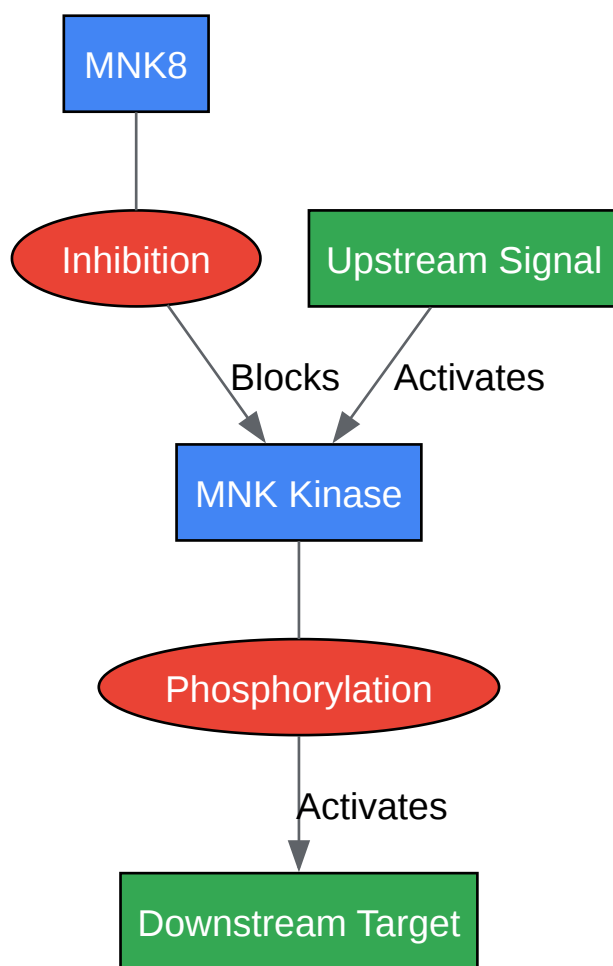 MNK8
Inhibition
Upstream Signal
Blocks
Activates
MNK Kinase
Phosphorylation
Activates
Downstream Target